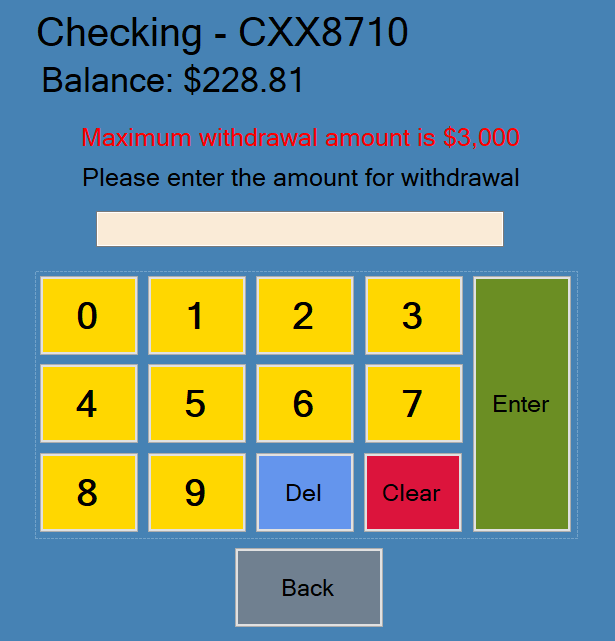 Checking - CXX8710
Balance: $228.81
Maximum withdrawal amount is $3,000
Please enter the amount for withdrawal
0 1 2 3
4 5 6 7 Enter
8 9 Del Clear
Back